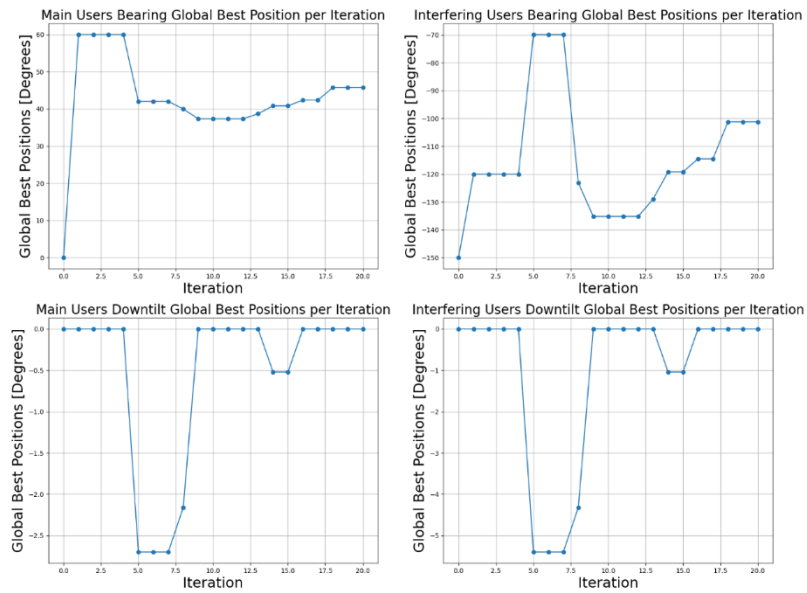 Main Users Bearing Global Best Position per Iteration
Global Best Positions [Degrees]
60
50
40
30
20
10
0
0.0 2.5 5.0 7.5 10.0 12.5 15.0 17.5 20.0
Iteration
Interfering Users Bearing Global Best Positions per Iteration
Global Best Positions [Degrees]
−70
−80
−90
−100
−110
−120
−130
−140
−150
0.0 2.5 5.0 7.5 10.0 12.5 15.0 17.5 20.0
Iteration
Main Users Downtilt Global Best Positions per Iteration
Global Best Positions [Degrees]
0.0
−0.5
−1.0
−1.5
−2.0
−2.5
0.0 2.5 5.0 7.5 10.0 12.5 15.0 17.5 20.0
Iteration
Interfering Users Downtilt Global Best Positions per Iteration
Global Best Positions [Degrees]
0
−1
−2
−3
−4
−5
0.0 2.5 5.0 7.5 10.0 12.5 15.0 17.5 20.0
Iteration